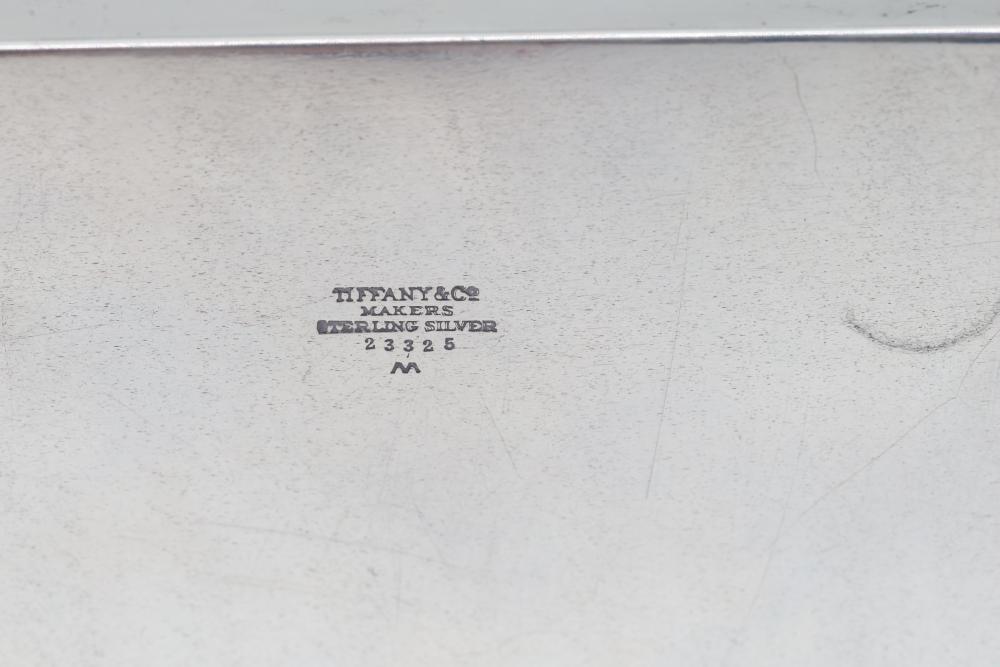 TIFFANY & Co
MAKERS
STERLING SILVER
23325
M